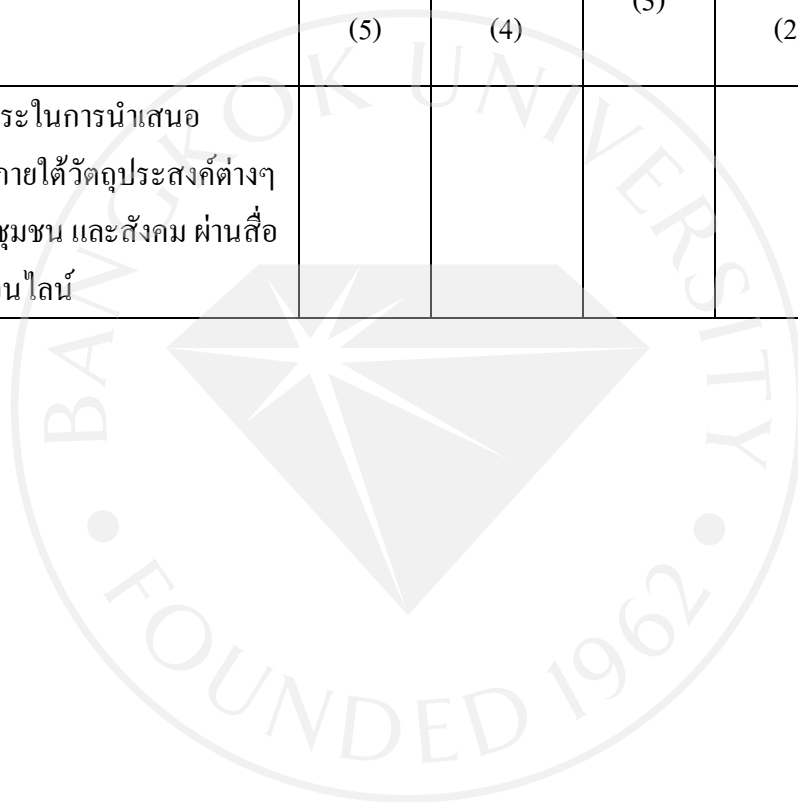 (5) (4) (3) (2
ระในการนำเสนอ
ภายใต้วัตถุประสงค์ต่างๆ
ชุมชน และสังคม ผ่านสื่อ
นไลน์
BANGKOK UNIVERSITY
• FOUNDED 1962 •